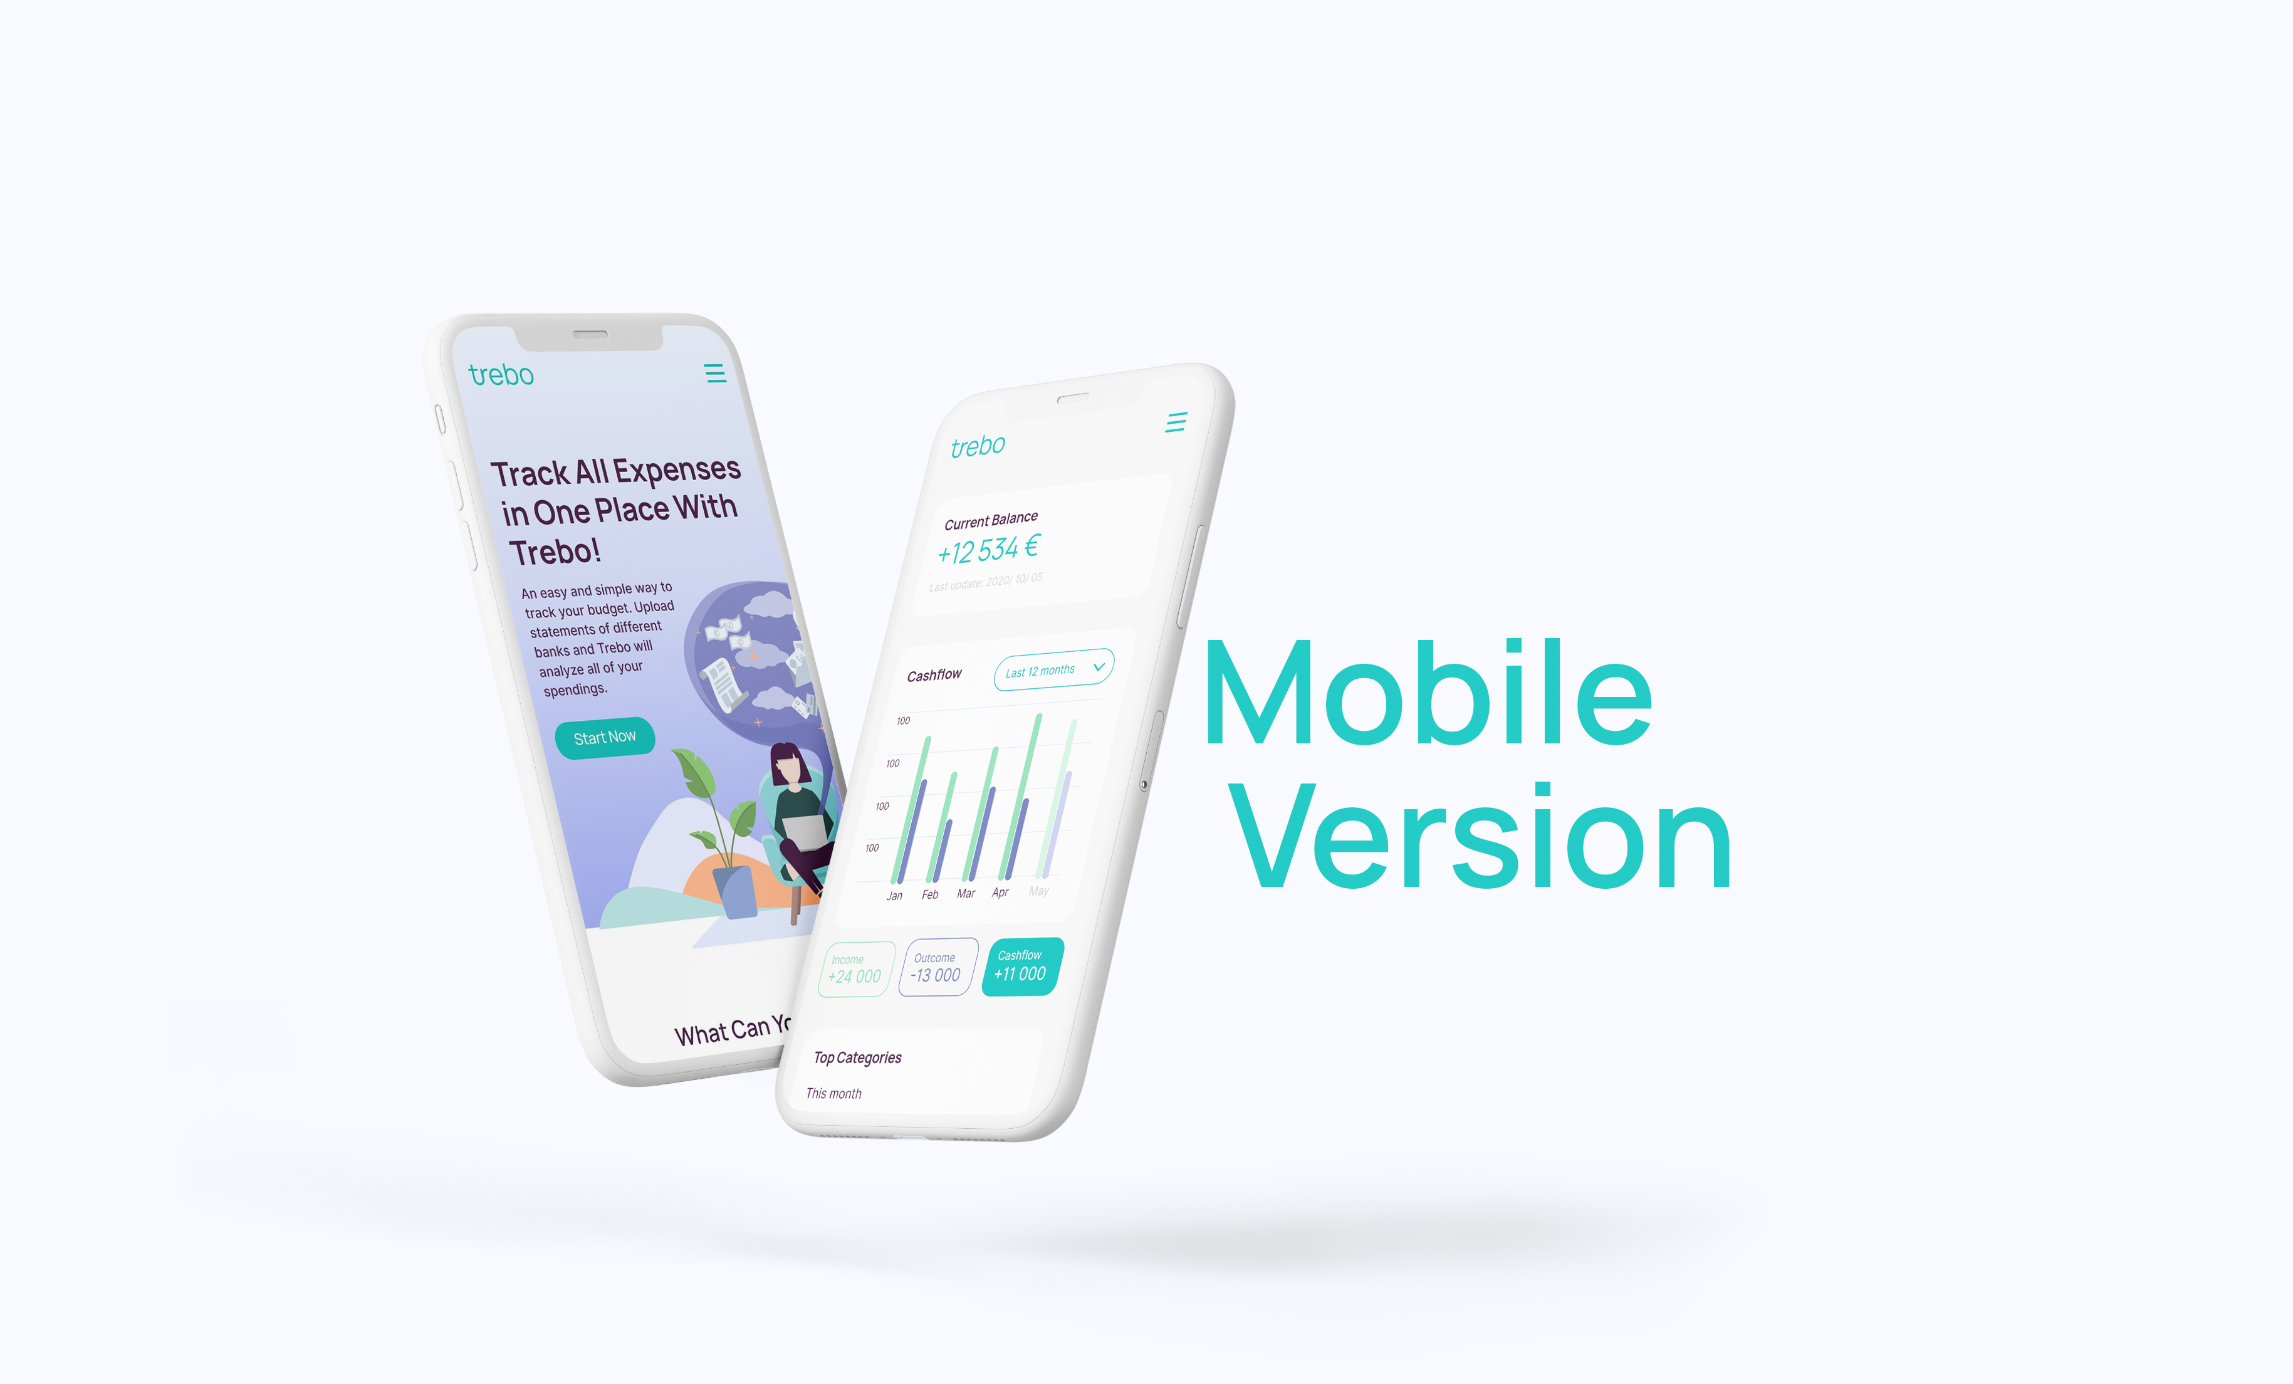 trebo
Track All Expenses
in One Place With
Trebo!
An easy and simple way to
track your budget. Upload
statements of different
banks and Trebo will
analyze all of your
spendings.
Start Now
What Can
trebo
Current Balance
+12 534 €
Last update: 2020/ 10/ 05
Cashflow
Last 12 months
100
100
100
100
Jan Feb Mar Apr May
Income
+24 000
Outcome
-13 000
Cashflow
+11 000
Top Categories
This month
Mobile
Version